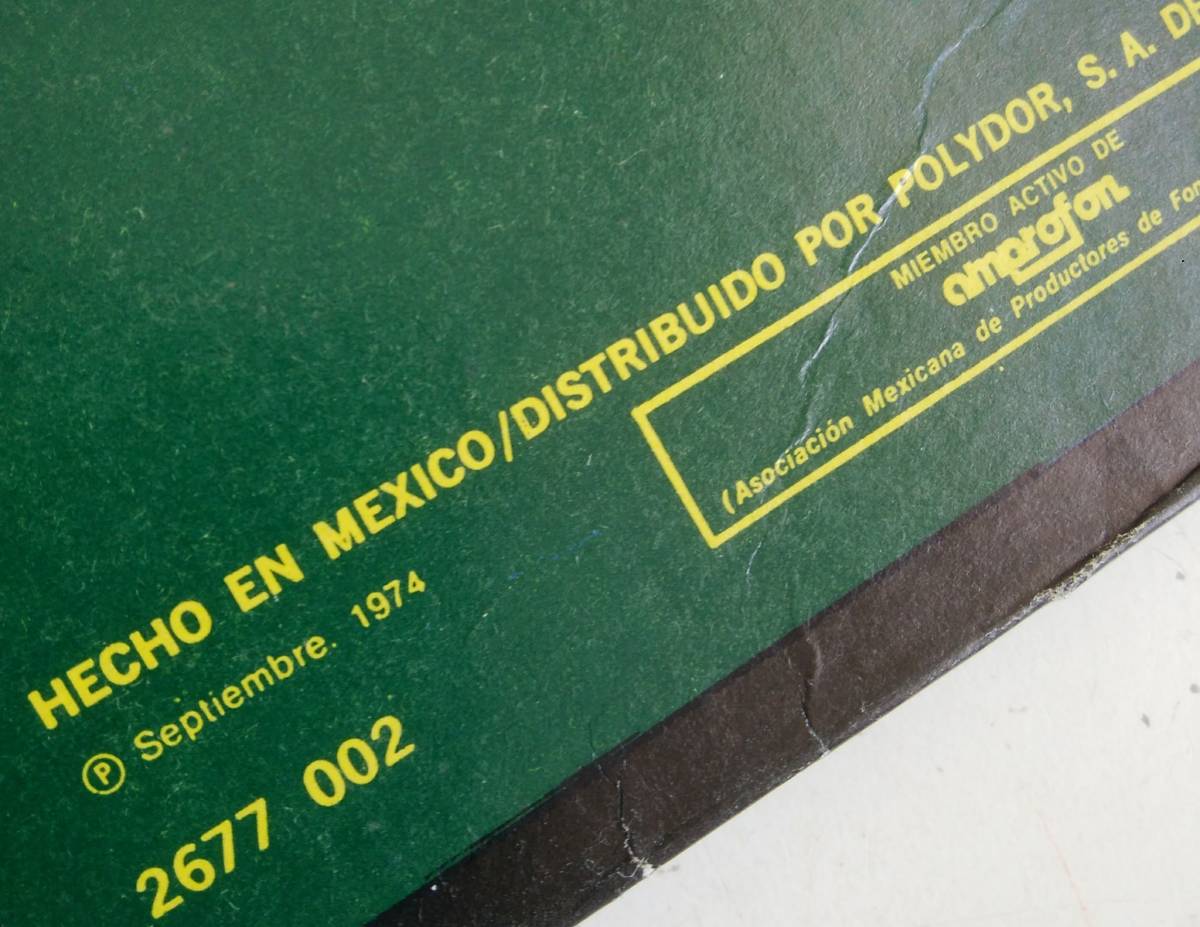 HECHO EN MEXICO/DISTRIBUIDO POR POLYDOR, S. A. DE
Ⓟ Septiembre. 1974
2677 002
MIEMBRO ACTIVO DE
amprofon
(Asociación Mexicana de Productores de